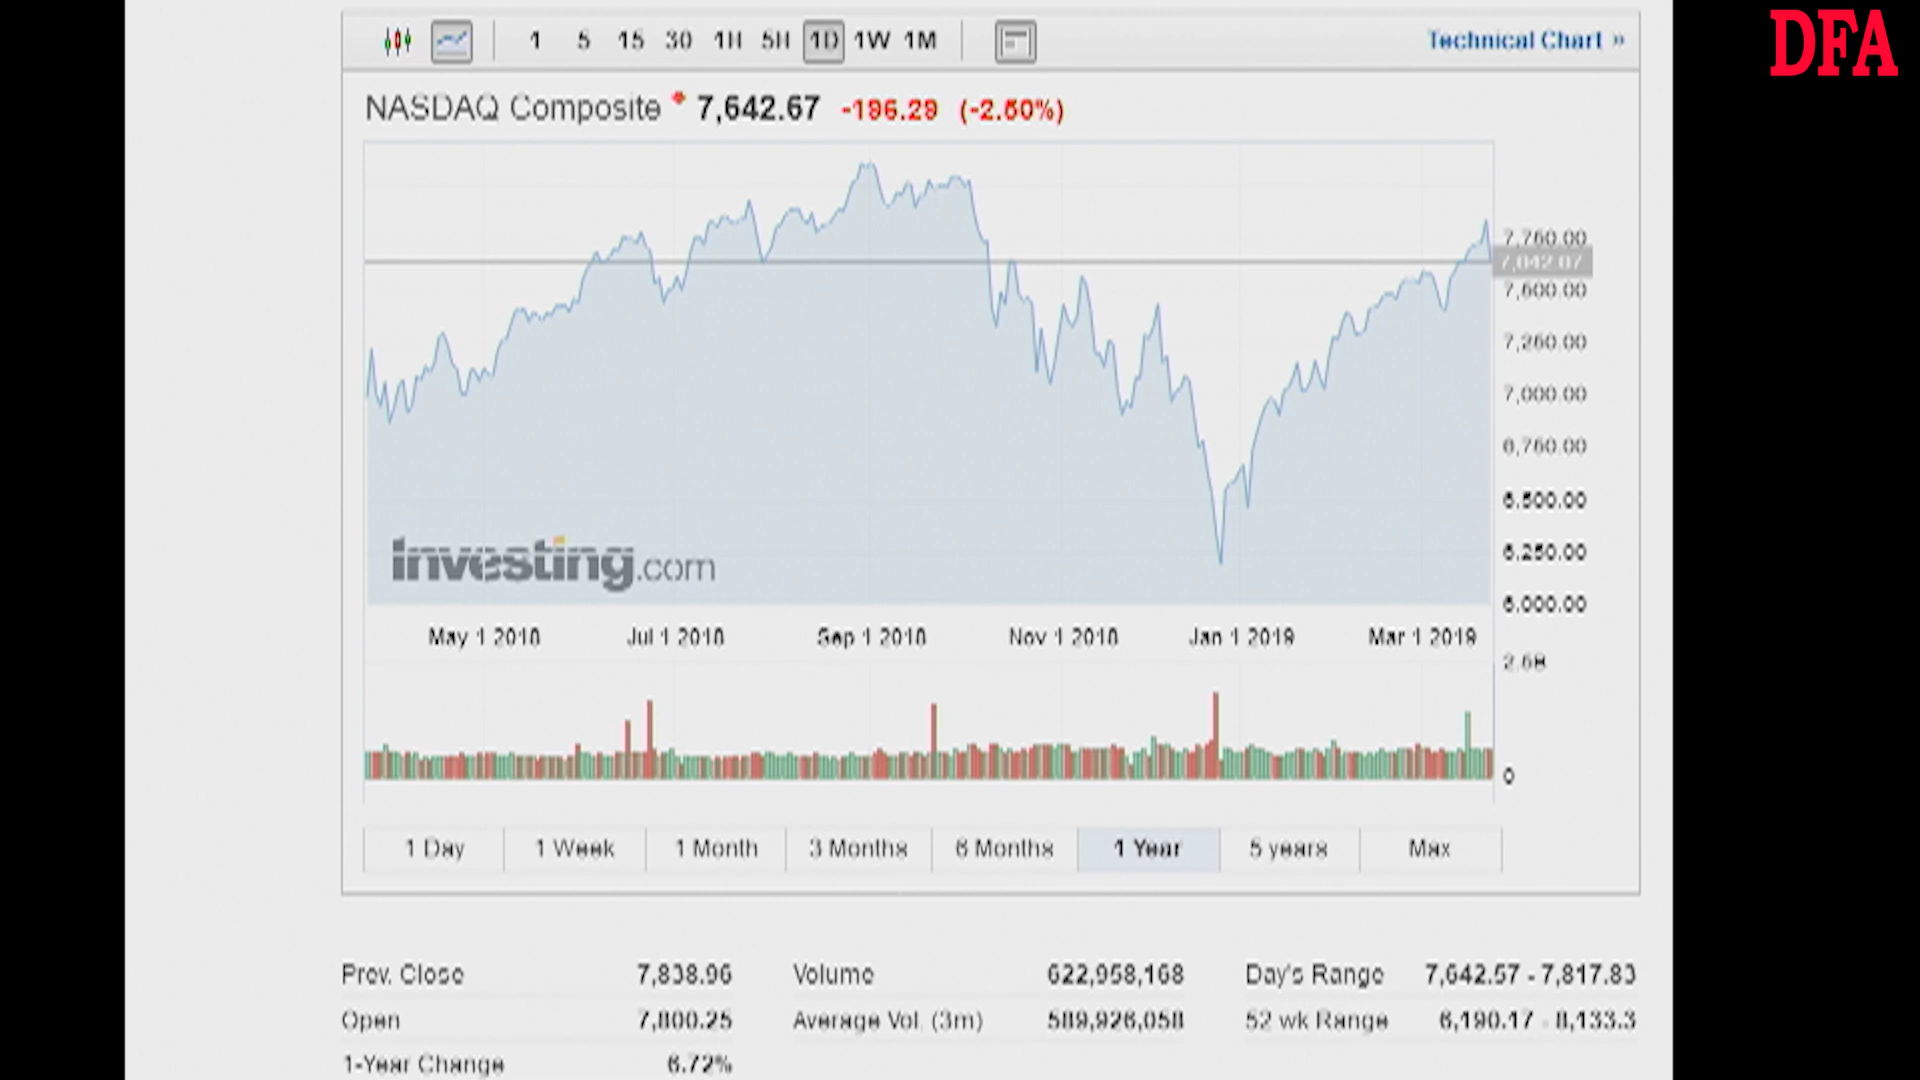 DFA
1 5 15 30 1H 5H 1D 1W 1M
Technical Chart »
NASDAQ Composite 7,642.67 -196.29 (-2.50%)
7,750.00
7,642.67
7,500.00
7,250.00
7,000.00
6,750.00
6,500.00
6,250.00
6,000.00
Investing.com
May 1 2018 Jul 1 2018 Sep 1 2018 Nov 1 2018 Jan 1 2019 Mar 1 2019
0
1 Day 1 Week 1 Month 3 Months 6 Months 1 Year 5 years Max
Prev. Close 7,838.96 Volume 622,958,168 Day's Range 7,642.57 - 7,817.83
Open 7,800.25 Average Vol. (3m) 589,926,058 52 wk Range 6,190.17 - 8,133.3
1-Year Change 6.72%